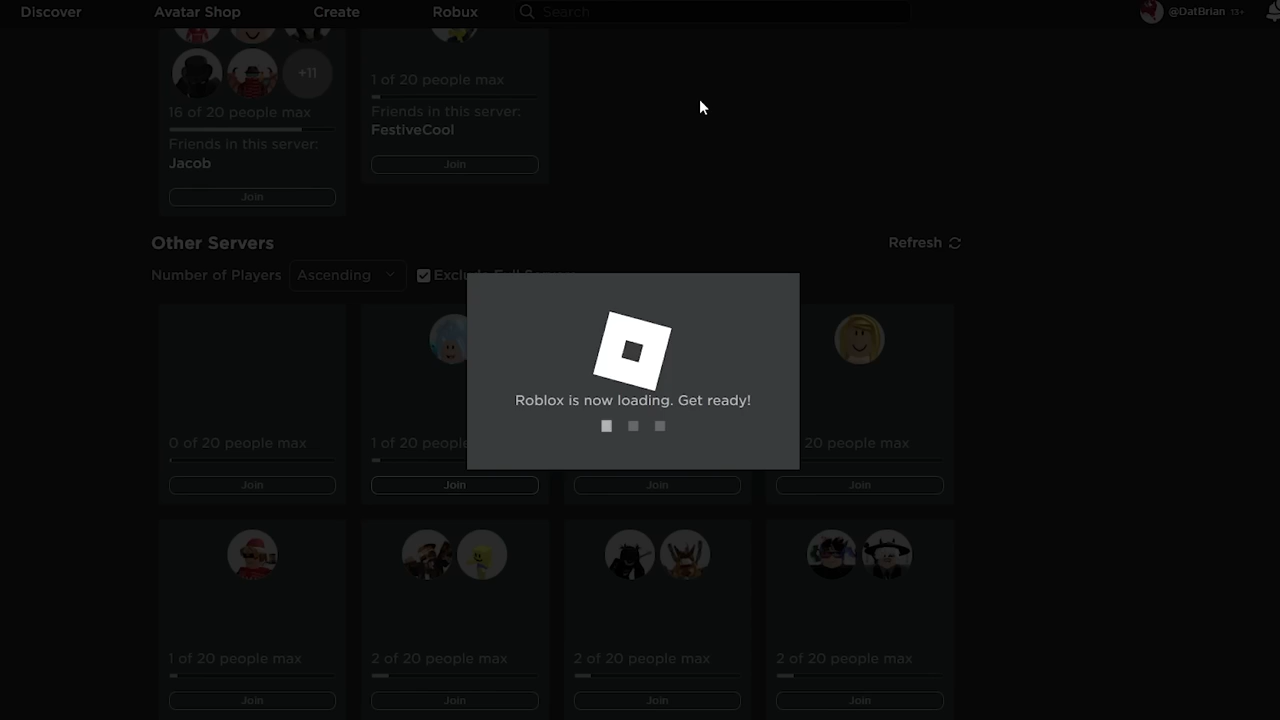 Discover Avatar Shop Create Robux Search @DatBrian 13+
+11
1 of 20 people max
16 of 20 people max
Friends in this server:
FestiveCool
Friends in this server:
Jacob
Join
Join
Other Servers Refresh
Number of Players Ascending
0 of 20 people max 1 of 20 people max 20 people max
Join Join Join Join
Roblox is now loading. Get ready!
1 of 20 people max 2 of 20 people max 2 of 20 people max 2 of 20 people max
Join Join Join Join